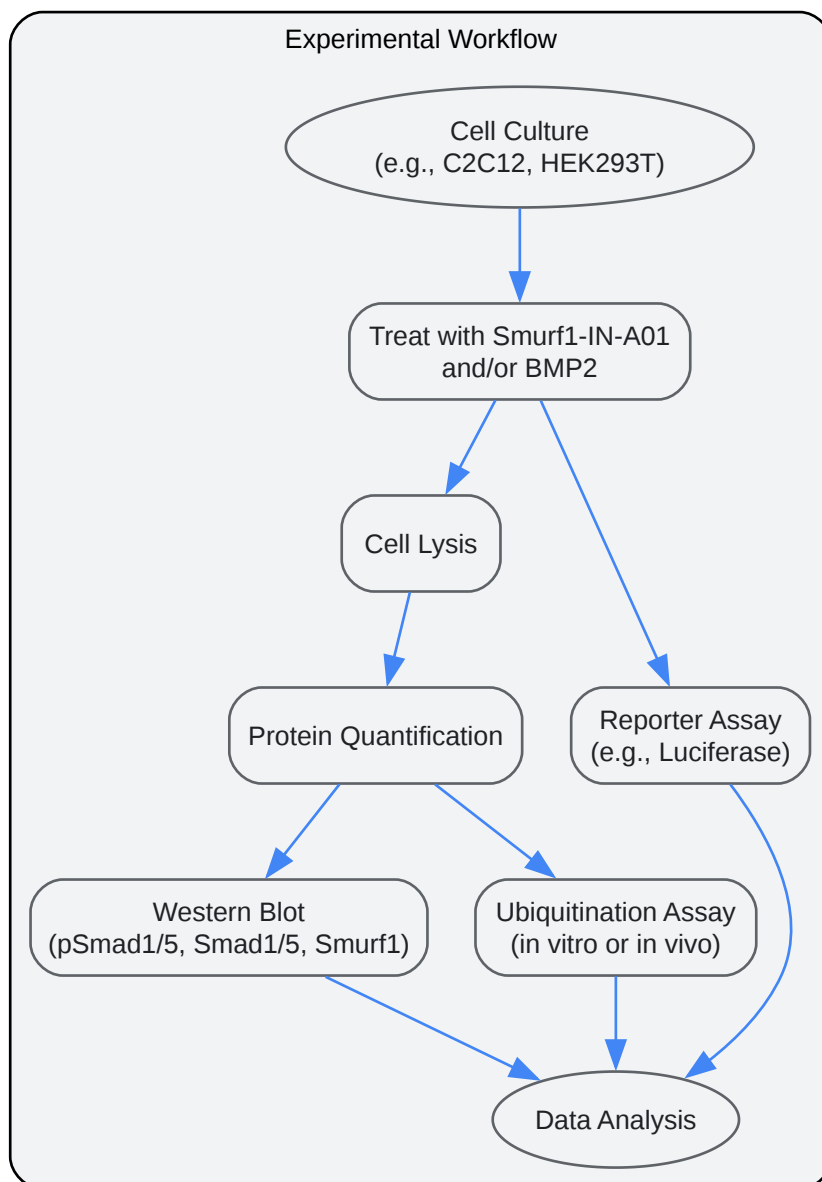 Experimental Workflow
Cell Culture
(e.g., C2C12, HEK293T)
Treat with Smurf1-IN-A01
and/or BMP2
Cell Lysis
Protein Quantification
Reporter Assay
(e.g., Luciferase)
Western Blot
(pSmad1/5, Smad1/5, Smurf1)
Ubiquitination Assay
(in vitro or in vivo)
Data Analysis